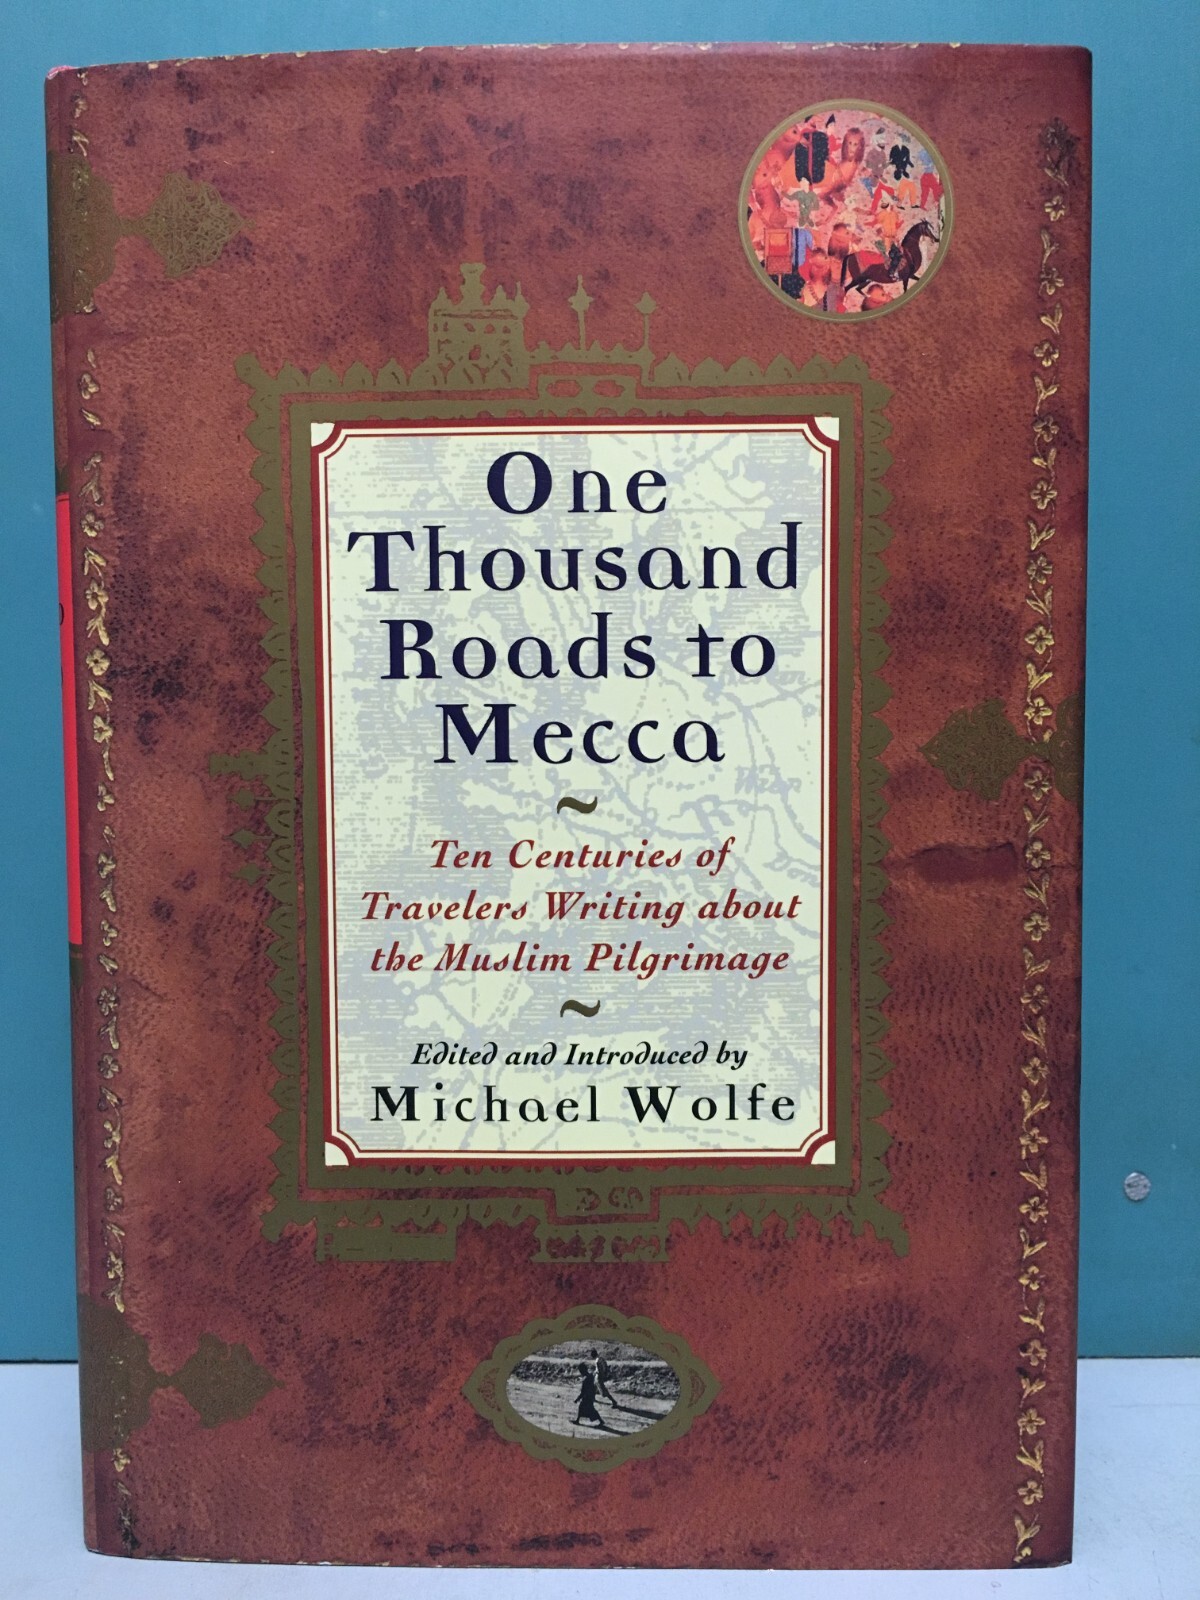 One
Thousand
Roads to
Mecca
~
Ten Centuries of
Travelers Writing about
the Muslim Pilgrimage
~
Edited and Introduced by
Michael Wolfe